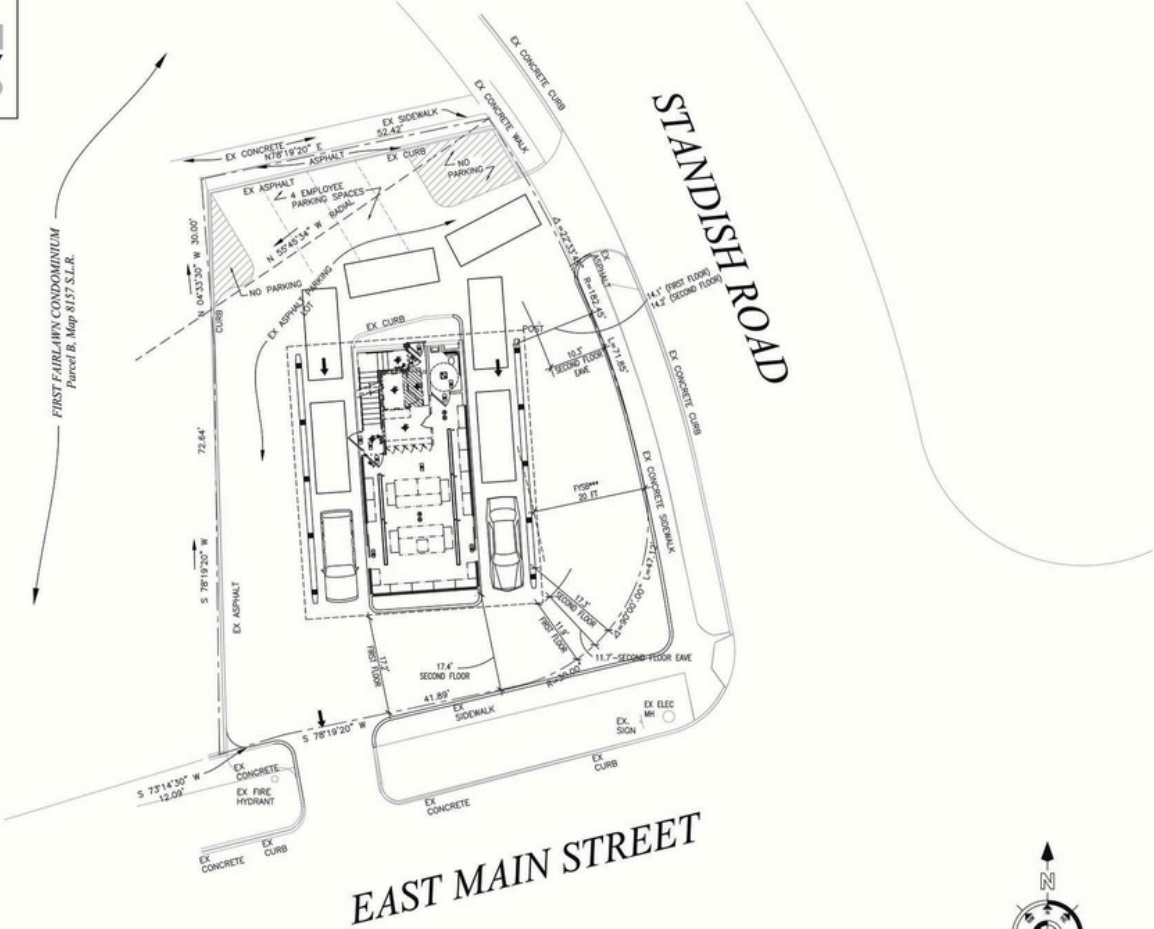 EX CONCRETE CURB
EX CONCRETE WALK
STANDISH ROAD
EX SIDEWALK
52.42'
EX CONCRETE
N78°19'20" E
ASPHALT
EX CURB
NO
PARKING
EX ASPHALT
4 EMPLOYEE
PARKING SPACES
RADIAL
N 55°45'34" W
N 04°33'30" W 30.00'
CURB
NO PARKING
EX ASPHALT PARKING
LOT
FIRST FAIRLAWN CONDOMINIUM
Parcel B, Map 8157 S.L.R.
EX
ASPHALT
R=182.45'
L=71.85'
14.1' (FIRST FLOOR)
14.2' (SECOND FLOOR)
EX CURB
POST
10.3'
SECOND FLOOR
EAVE
EX CONCRETE CURB
72.64'
FYSB***
20 FT
EX CONCRETE SIDEWALK
L=47.12'
Δ=90°00'00"
S 78°19'20" W
EX ASPHALT
17.3'
SECOND FLOOR
11.9'
FIRST FLOOR
11.7'-SECOND FLOOR EAVE
R=30.00'
FIRST FLOOR
17.4'
SECOND FLOOR
41.89'
EX
SIDEWALK
EX ELEC
MH
EX.
SIGN
S 78°19'20" W
EX
CURB
S 73°14'30" W
12.09'
EX
CONCRETE
EX FIRE
HYDRANT
EX
CONCRETE
EX
CURB
EX
CONCRETE
EAST MAIN STREET
N